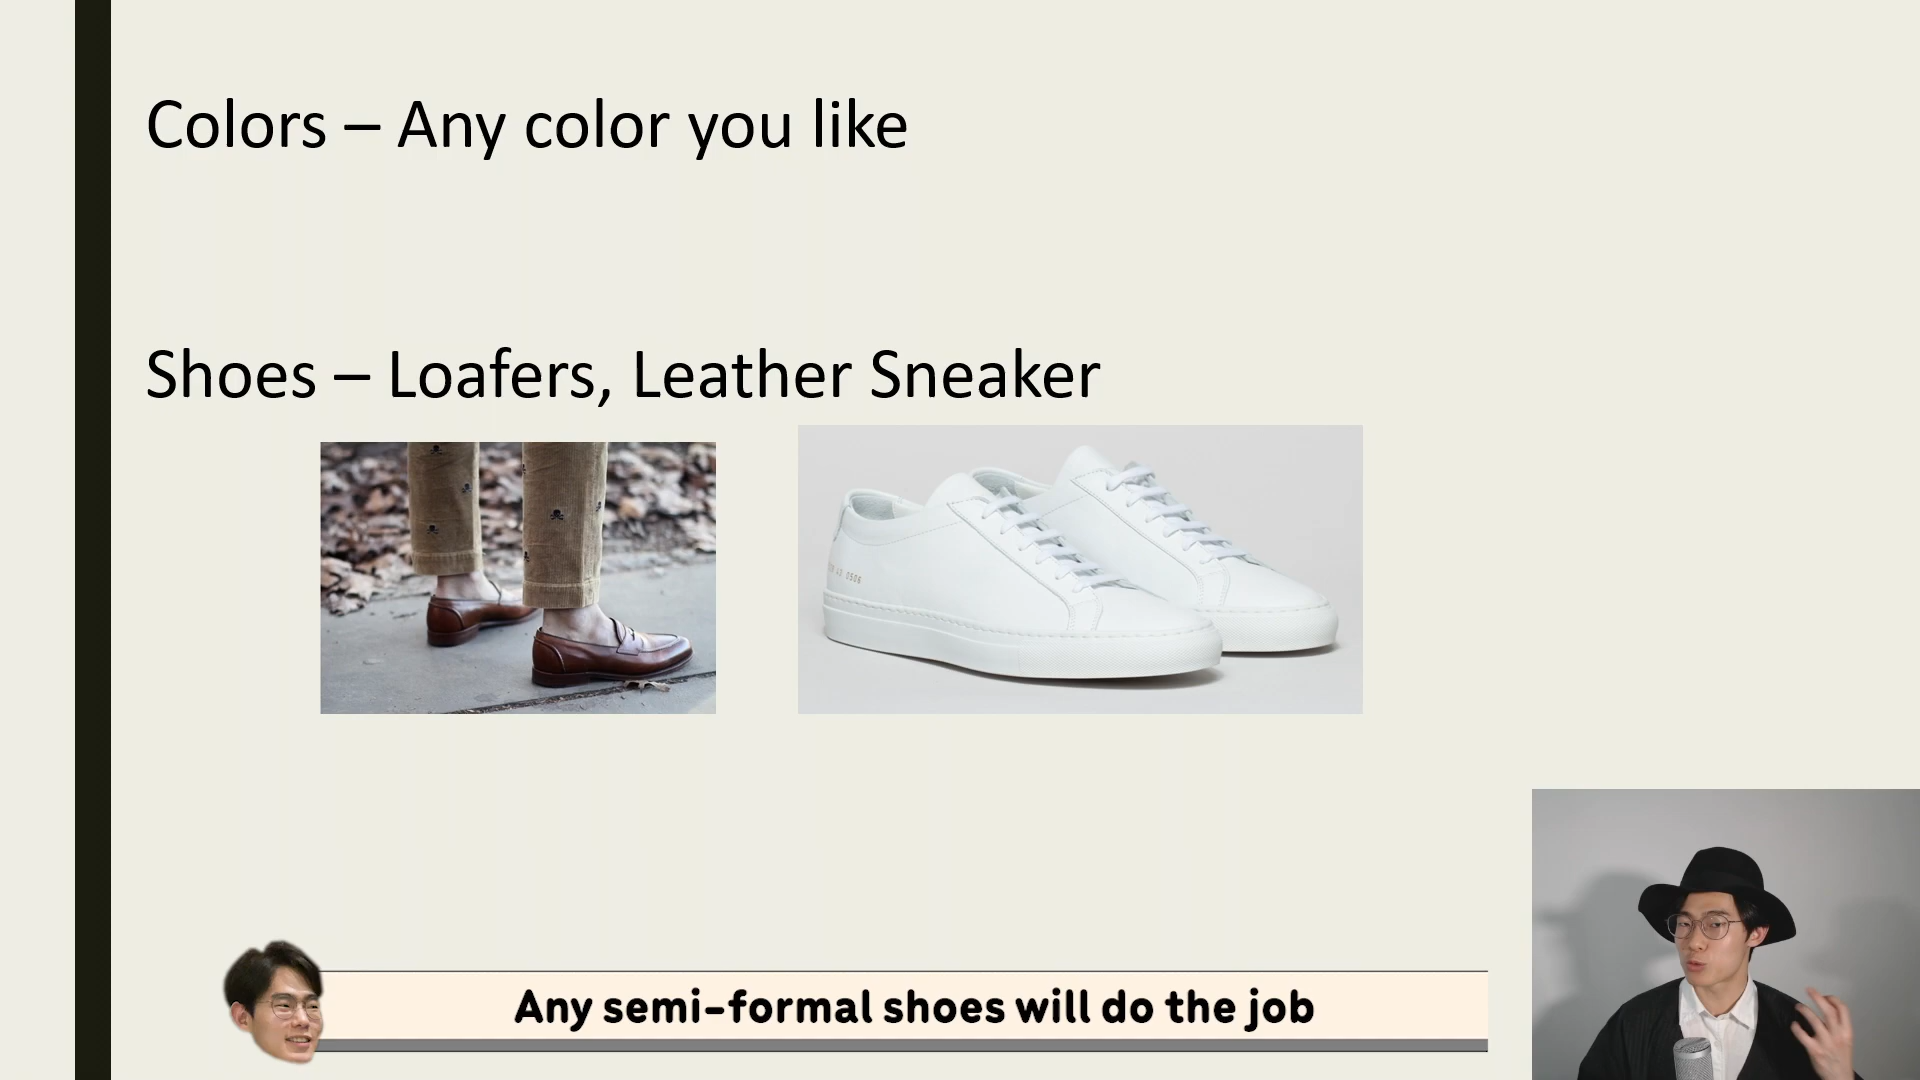 Colors – Any color you like
Shoes – Loafers, Leather Sneaker
Any semi-formal shoes will do the job